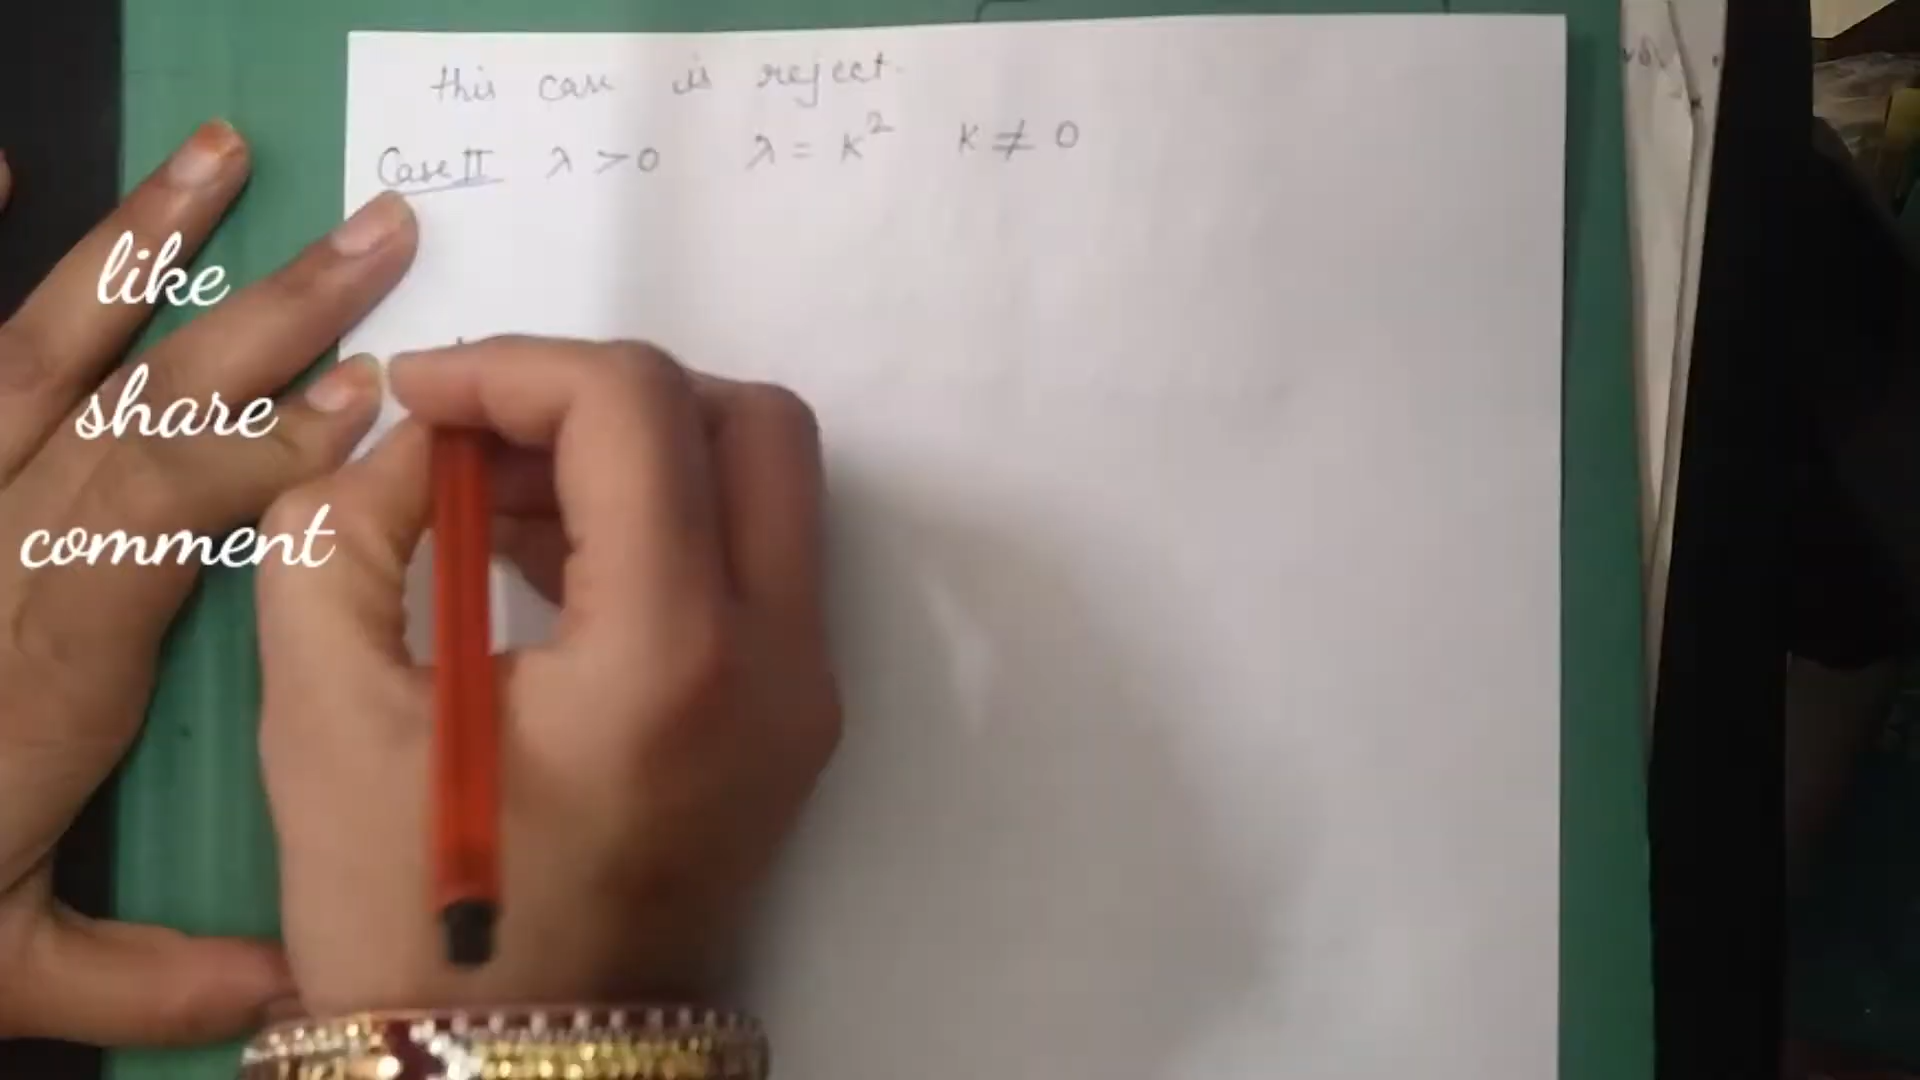 this case is reject.
Case II λ > 0 λ = K² K ≠ 0
like
share
comment